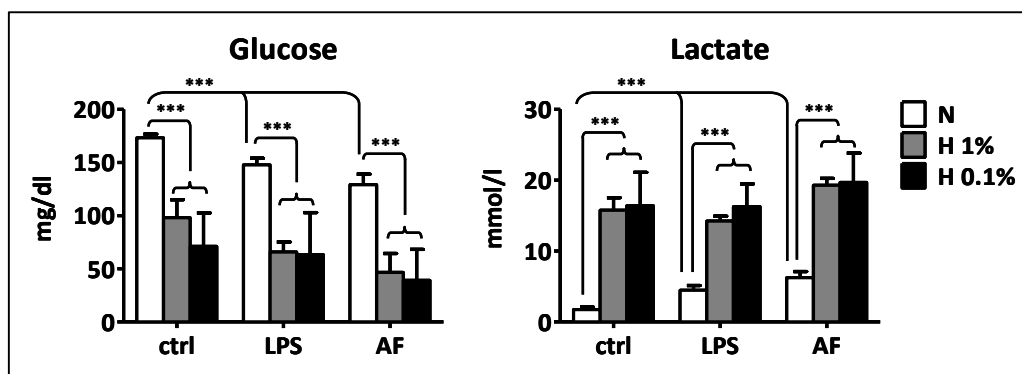 Glucose
Lactate
***
***
***
***
***
***
***
***
200
150
100
50
0
mg/dl
ctrl
LPS
AF
30
20
10
0
mmol/l
ctrl
LPS
AF
N
H 1%
H 0.1%